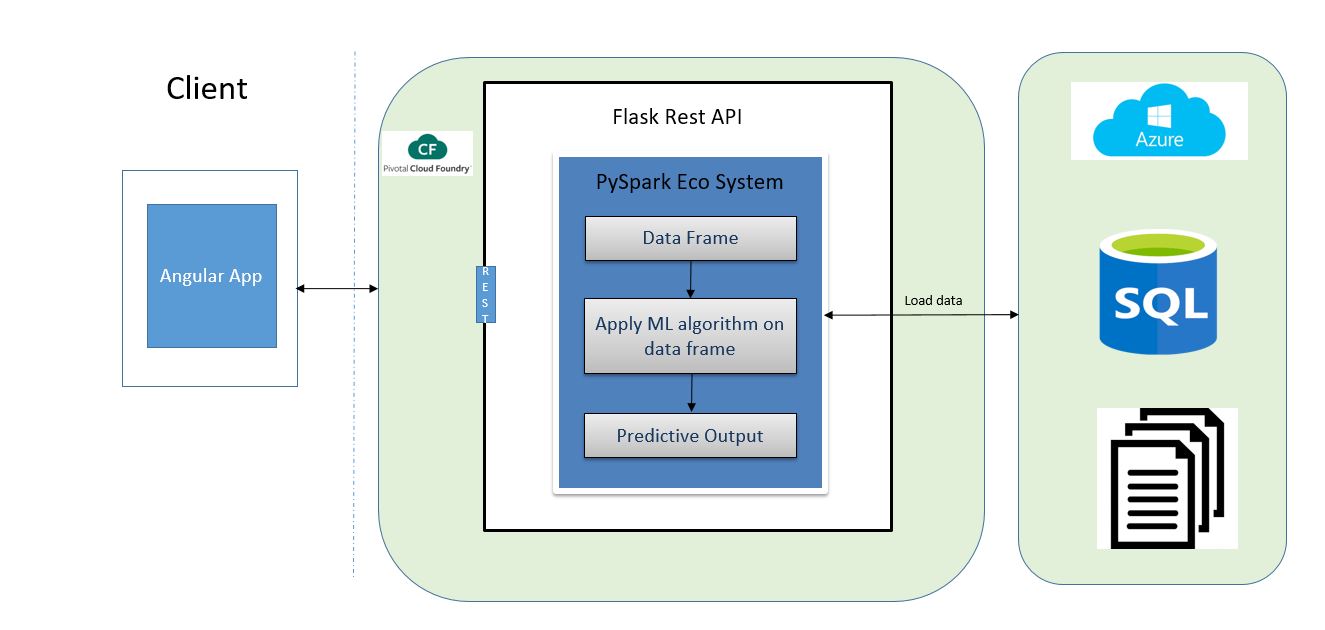 Client
Angular App
CF
Pivotal Cloud Foundry
R
E
S
T
Flask Rest API
PySpark Eco System
Data Frame
Apply ML algorithm on
data frame
Predictive Output
Load data
Azure
SQL